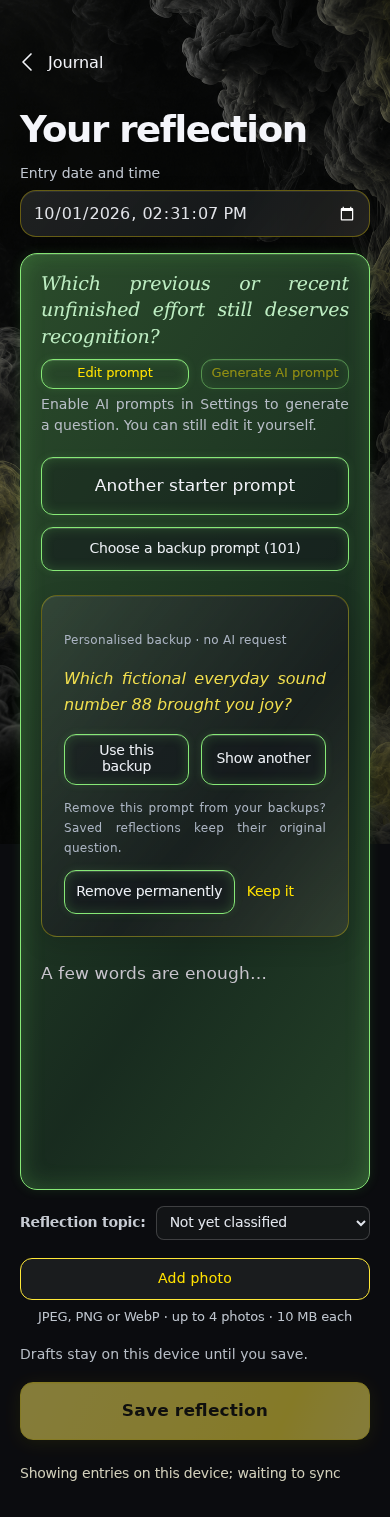 Journal
Your reflection
Entry date and time
10/01/2026, 02:31:07 PM
Which previous or recent
unfinished effort still deserves
recognition?
Edit prompt
Generate AI prompt
Enable AI prompts in Settings to generate
a question. You can still edit it yourself.
Another starter prompt
Choose a backup prompt (101)
Personalised backup · no AI request
Which fictional everyday sound
number 88 brought you joy?
Use this
backup
Show another
Remove this prompt from your backups?
Saved reflections keep their original
question.
Remove permanently
Keep it
A few words are enough...
Reflection topic:
Not yet classified
Add photo
JPEG, PNG or WebP · up to 4 photos · 10 MB each
Drafts stay on this device until you save.
Save reflection
Showing entries on this device; waiting to sync